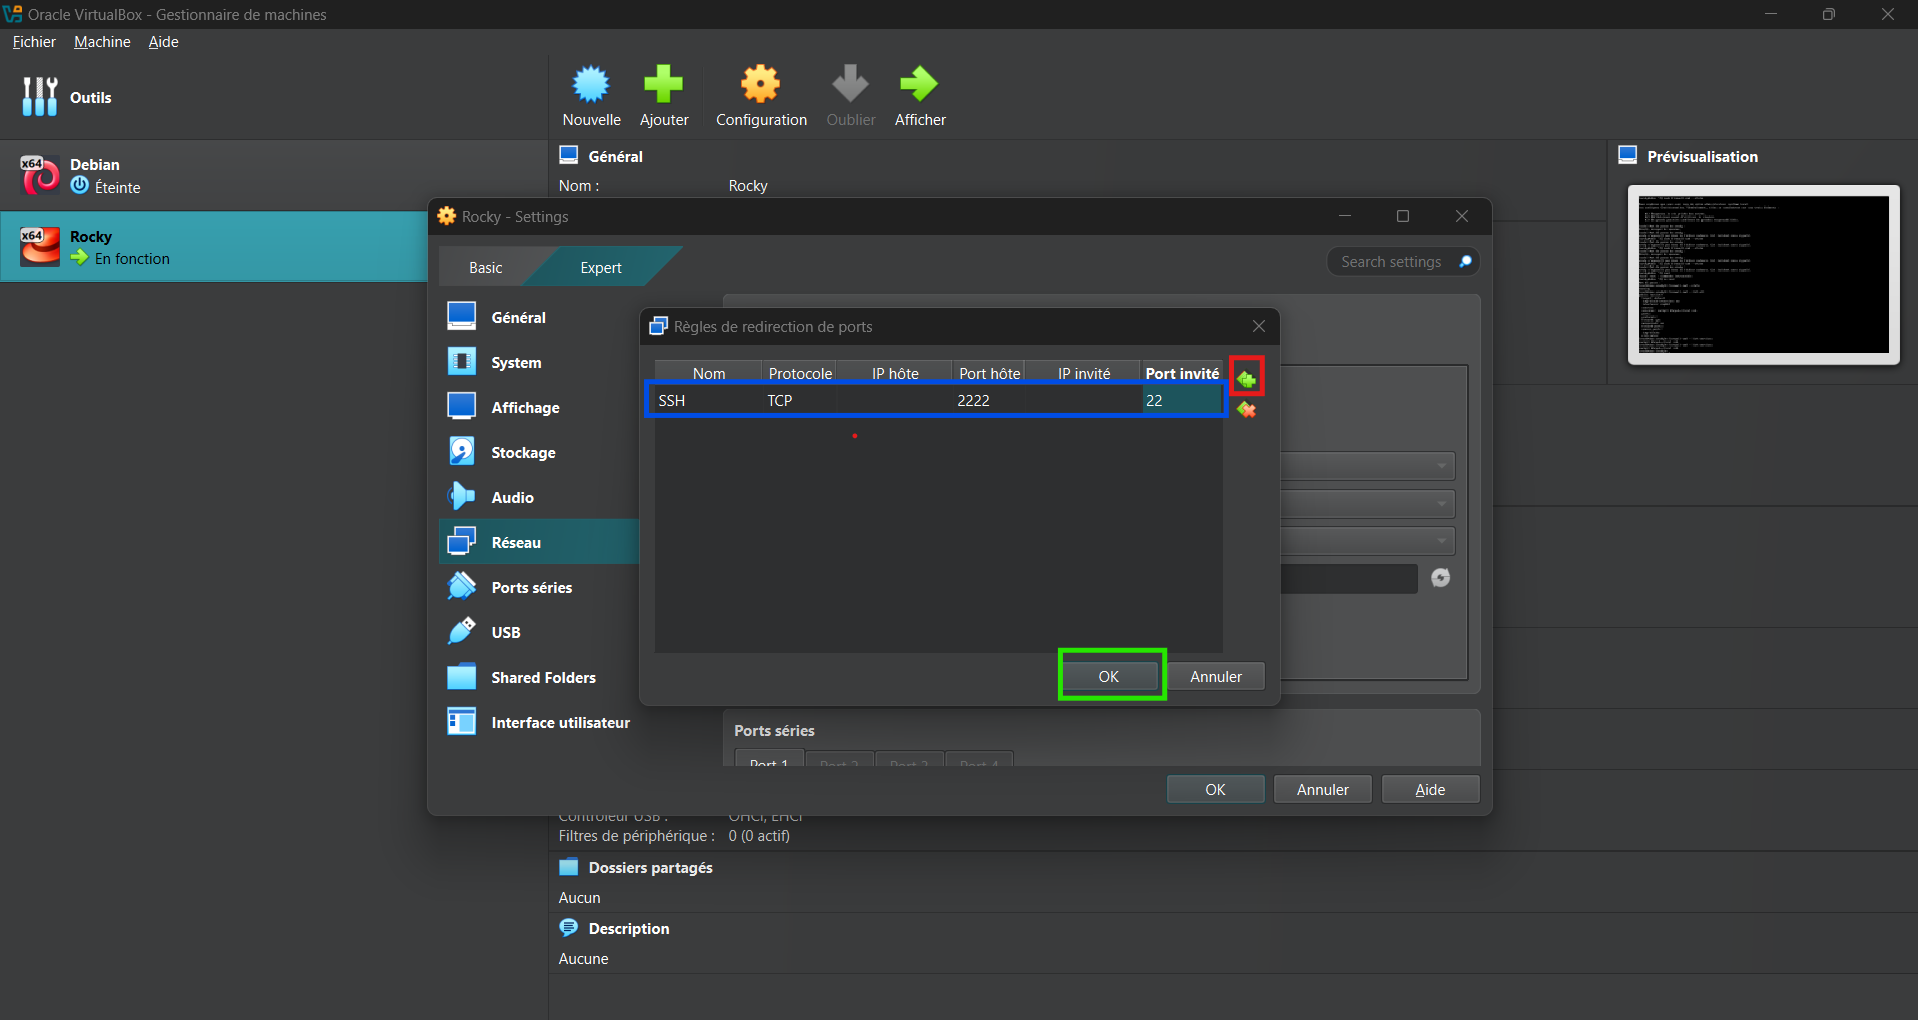 Oracle VirtualBox - Gestionnaire de machines
Fichier Machine Aide
Outils
Nouvelle Ajouter Configuration Oublier Afficher
x64 Debian
Éteinte
x64 Rocky
En fonction
Général
Nom : Rocky
Prévisualisation
Rocky - Settings
Basic Expert
Search settings
Général
System
Affichage
Stockage
Audio
Réseau
Ports séries
USB
Shared Folders
Interface utilisateur
Règles de redirection de ports
Nom Protocole IP hôte Port hôte IP invité Port invité
SSH TCP 2222 22
OK Annuler
Ports séries
Port 1 Port 2 Port 3 Port 4
OK Annuler Aide
Contrôleur USB : OHCI, EHCI
Filtres de périphérique : 0 (0 actif)
Dossiers partagés
Aucun
Description
Aucune